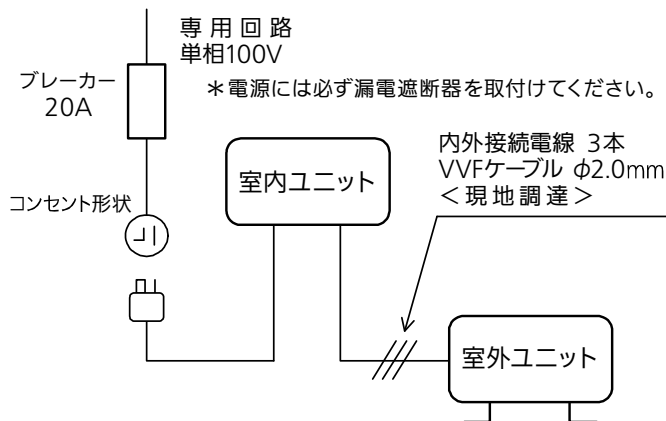 専用回路
単相100V
ブレーカー
20A
＊電源には必ず漏電遮断器を取付けてください。
内外接続電線 3本
VVFケーブル φ2.0mm
＜現地調達＞
室内ユニット
コンセント形状
室外ユニット